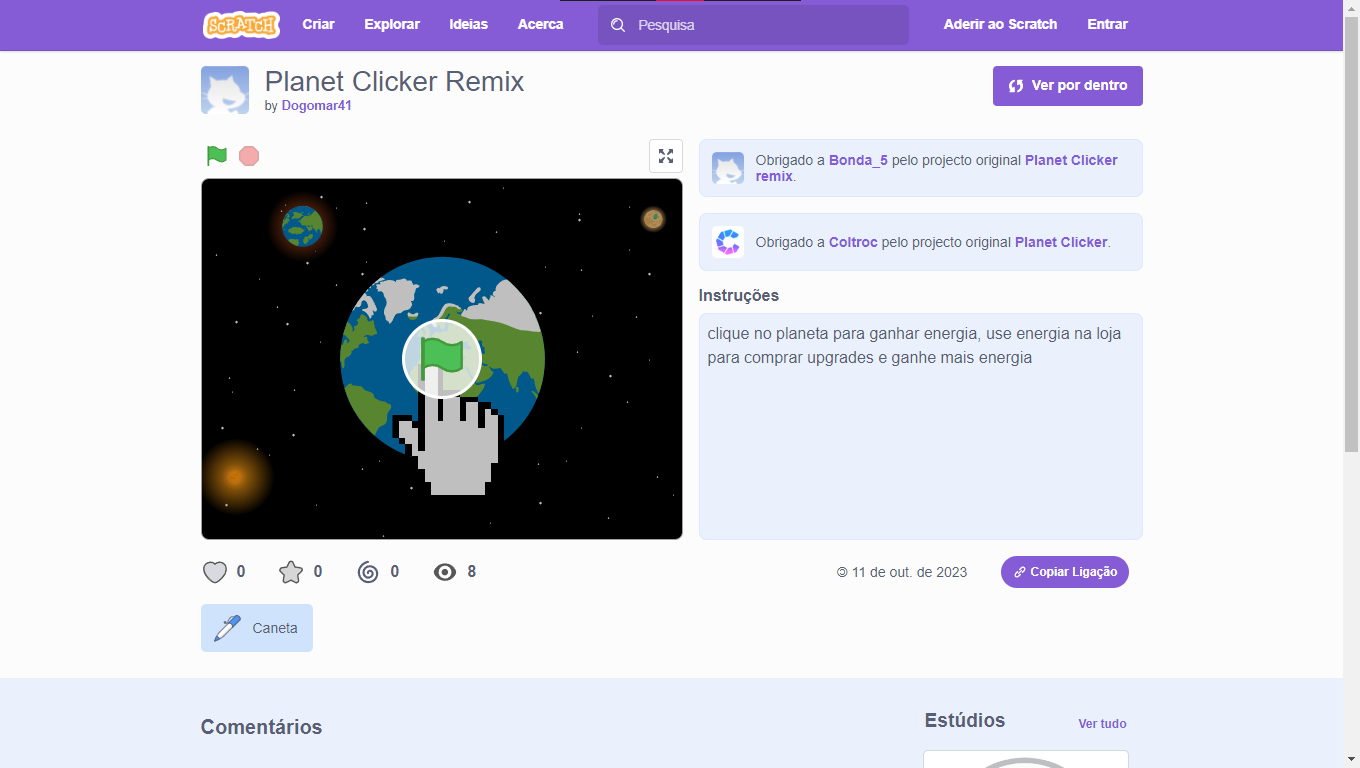 SCRATCH
Criar
Explorar
Ideias
Acerca
Pesquisa
Aderir ao Scratch
Entrar
Planet Clicker Remix
by Dogomar41
Ver por dentro
Obrigado a Bonda_5 pelo projecto original Planet Clicker
remix.
Obrigado a Coltroc pelo projecto original Planet Clicker.
Instruções
clique no planeta para ganhar energia, use energia na loja
para comprar upgrades e ganhe mais energia
0
0
0
8
11 de out. de 2023
Copiar Ligação
Caneta
Comentários
Estúdios
Ver tudo